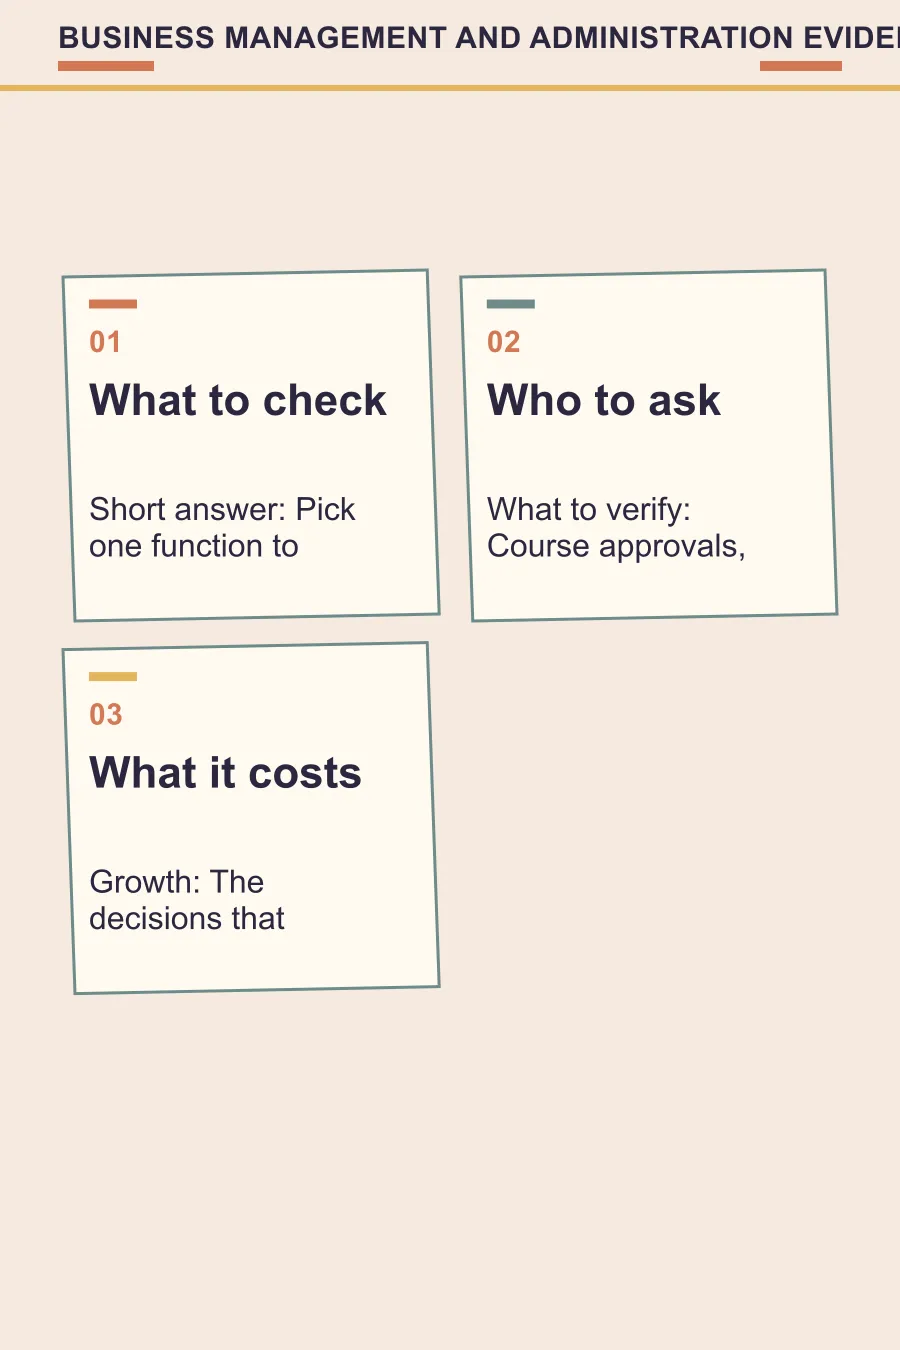 BUSINESS MANAGEMENT AND ADMINISTRATION
01
What to check
Short answer: Pick
one function to
02
Who to ask
What to verify:
Course approvals,
03
What it costs
Growth: The
decisions that